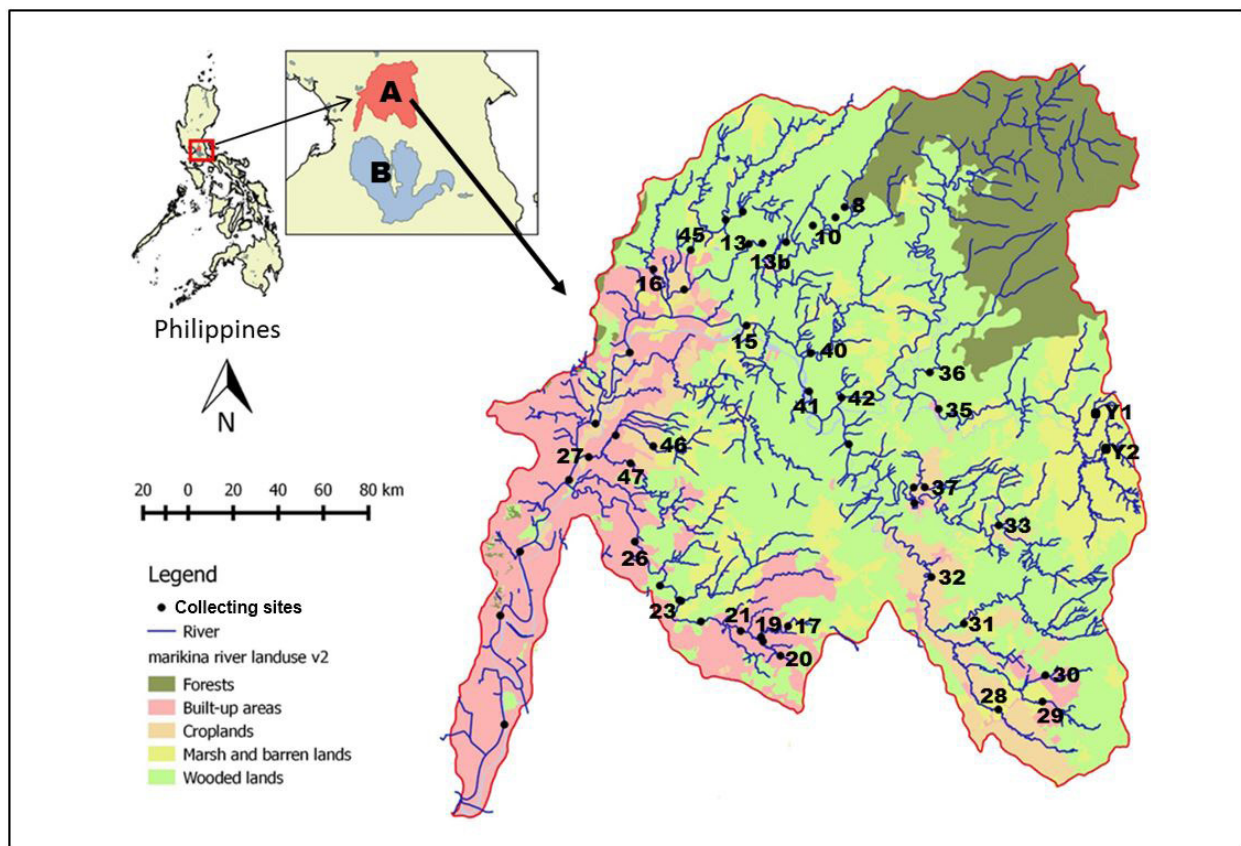 A
B
Philippines
N
20 0 20 40 60 80 km
Legend
Collecting sites
River
marikina river landuse v2
Forests
Built-up areas
Croplands
Marsh and barren lands
Wooded lands
8
10
45
13
13b
16
15
40
36
41
42
35
Y1
Y2
46
27
47
37
33
26
32
23
21
19
17
31
20
30
28
29